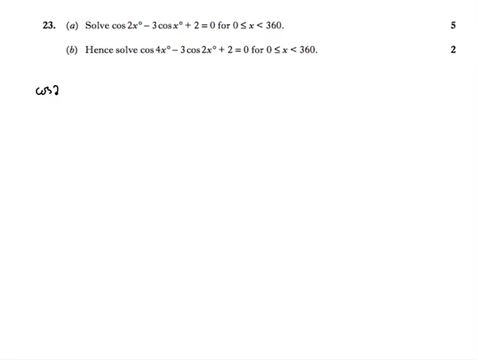 23. (a) Solve cos 2x° − 3 cos x° + 2 = 0 for 0 ≤ x < 360. 5
(b) Hence solve cos 4x° − 3 cos 2x° + 2 = 0 for 0 ≤ x < 360. 2
cos2